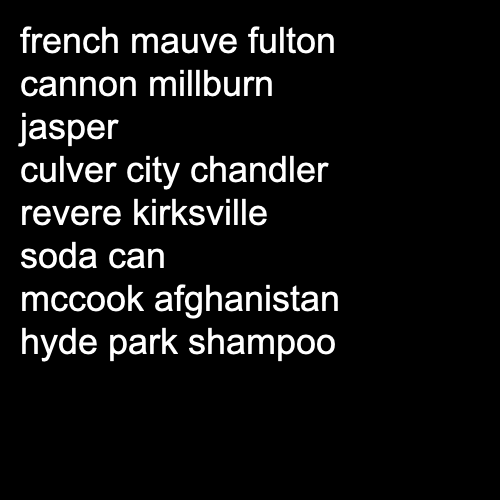 french mauve fulton
cannon millburn
jasper
culver city chandler
revere kirksville
soda can
mccook afghanistan
hyde park shampoo